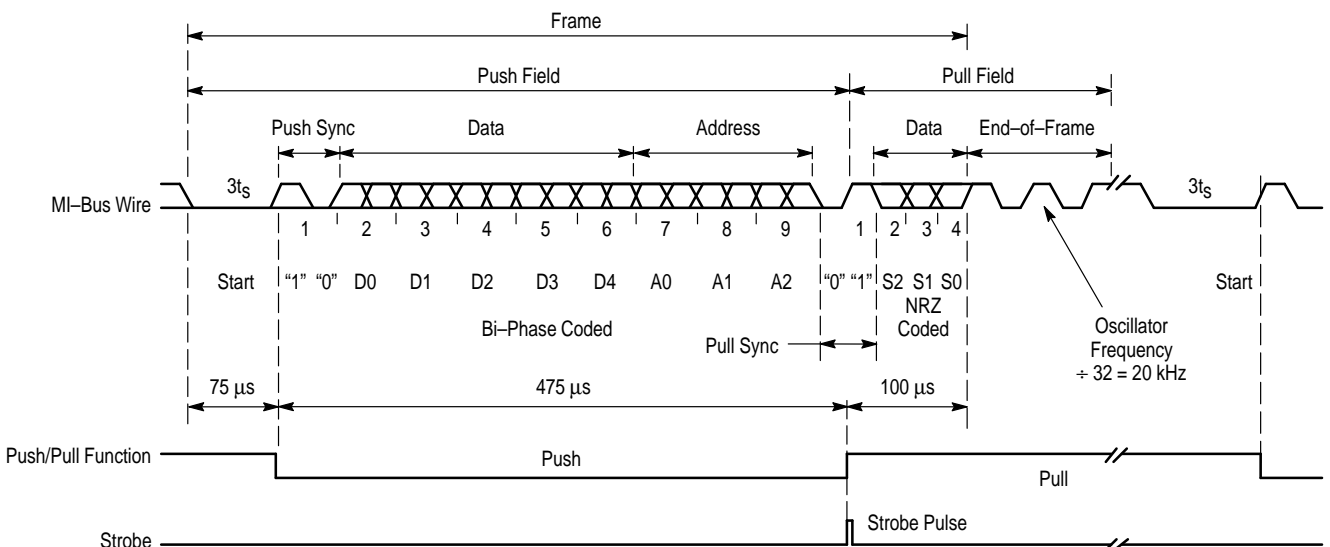 Frame
Push Field Pull Field
Push Sync Data Address Data End–of–Frame
MI–Bus Wire 3tS 3tS
1 2 3 4 5 6 7 8 9 1 2 3 4
Start “1” “0” D0 D1 D2 D3 D4 A0 A1 A2 “0” “1” S2 S1 S0 Start
Bi–Phase Coded
NRZ
Coded
Pull Sync
Oscillator
Frequency
÷ 32 = 20 kHz
75 µs 475 µs 100 µs
Push/Pull Function Push Pull
Strobe Strobe Pulse